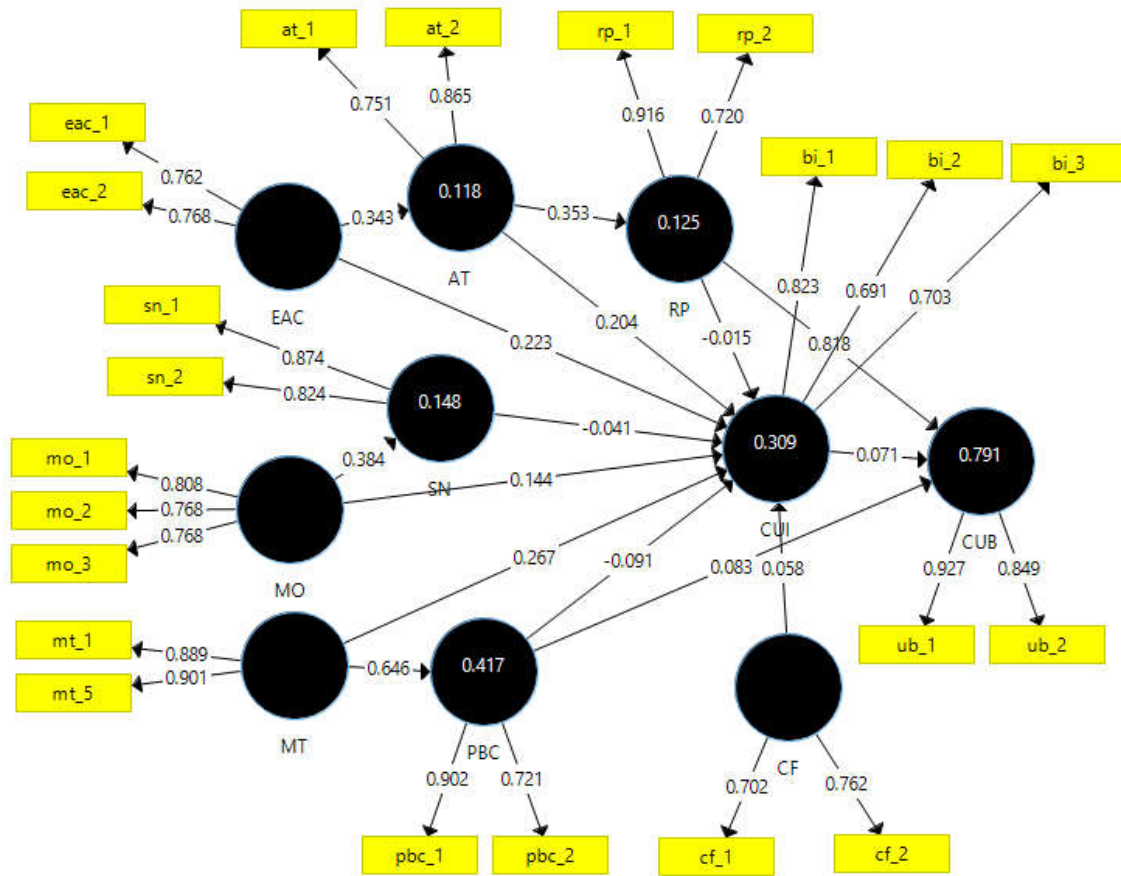 at_1
at_2
rp_1
rp_2
0.751
0.865
0.916
0.720
eac_1
eac_2
0.762
0.768
bi_1
bi_2
bi_3
0.118
0.125
0.343
0.353
AT
RP
EAC
0.823
0.691
0.703
0.204
-0.015
0.818
0.223
sn_1
sn_2
0.874
0.824
0.148
-0.041
SN
0.309
0.071
0.791
CUI
CUB
mo_1
mo_2
mo_3
0.808
0.768
0.768
0.384
0.144
MO
0.267
-0.091
0.083
0.058
0.927
0.849
ub_1
ub_2
mt_1
mt_5
0.889
0.901
0.646
0.417
MT
PBC
CF
0.902
0.721
0.702
0.762
pbc_1
pbc_2
cf_1
cf_2